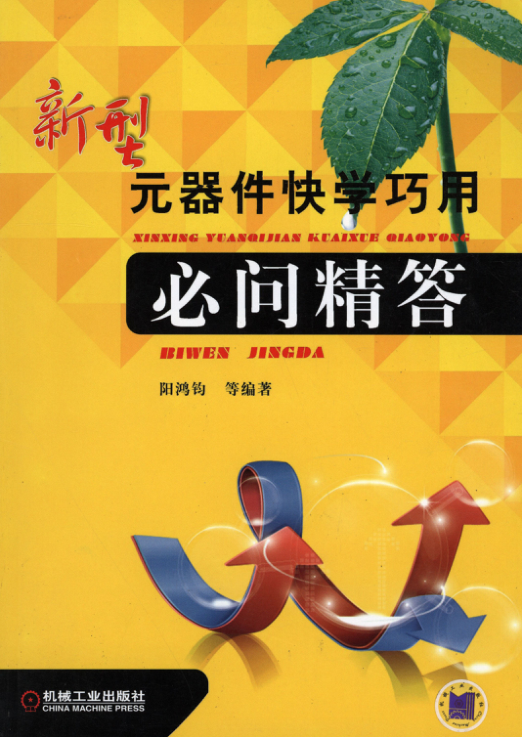 新型
元器件快学巧用
XINXING YUANQIJIAN KUAIXUE QIAOYONG
必问精答
BIWEN JINGDA
阳鸿钧 等编著
机械工业出版社
CHINA MACHINE PRESS